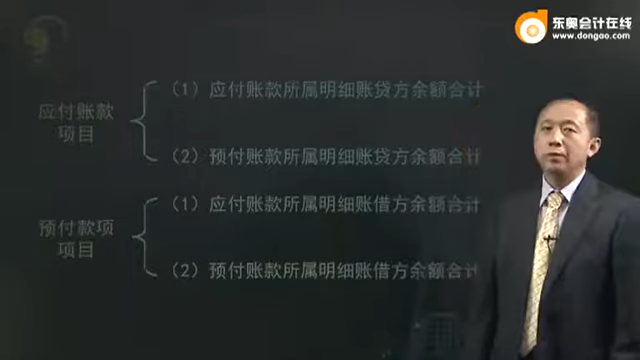 东奥会计在线
www.dongao.com
应付账款
项目
（1）应付账款所属明细账贷方余额合计
（2）预付账款所属明细账贷方余额合计
预付款项
项目
（1）应付账款所属明细账借方余额合计
（2）预付账款所属明细账借方余额合计